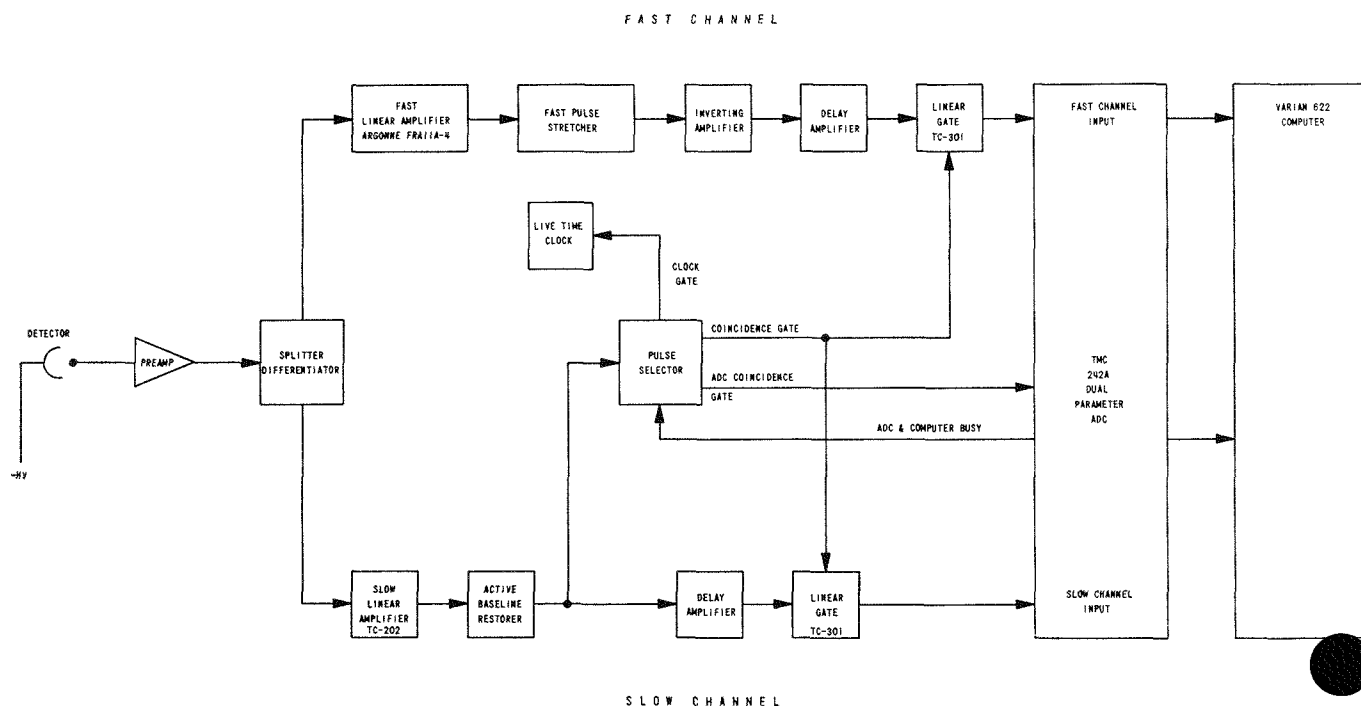 FAST CHANNEL
FAST
LINEAR AMPLIFIER
ARGONNE FRA11A-4
FAST PULSE
STRETCHER
INVERTING
AMPLIFIER
DELAY
AMPLIFIER
LINEAR
GATE
TC-301
FAST CHANNEL
INPUT
VARIAN 622
COMPUTER
LIVE TIME
CLOCK
CLOCK
GATE
DETECTOR
PREAMP
SPLITTER
DIFFERENTIATOR
PULSE
SELECTOR
COINCIDENCE GATE
ADC COINCIDENCE
GATE
ADC & COMPUTER BUSY
TMC
242A
DUAL
PARAMETER
ADC
-HV
SLOW
LINEAR
AMPLIFIER
TC-202
ACTIVE
BASELINE
RESTORER
DELAY
AMPLIFIER
LINEAR
GATE
TC-301
SLOW CHANNEL
INPUT
SLOW CHANNEL